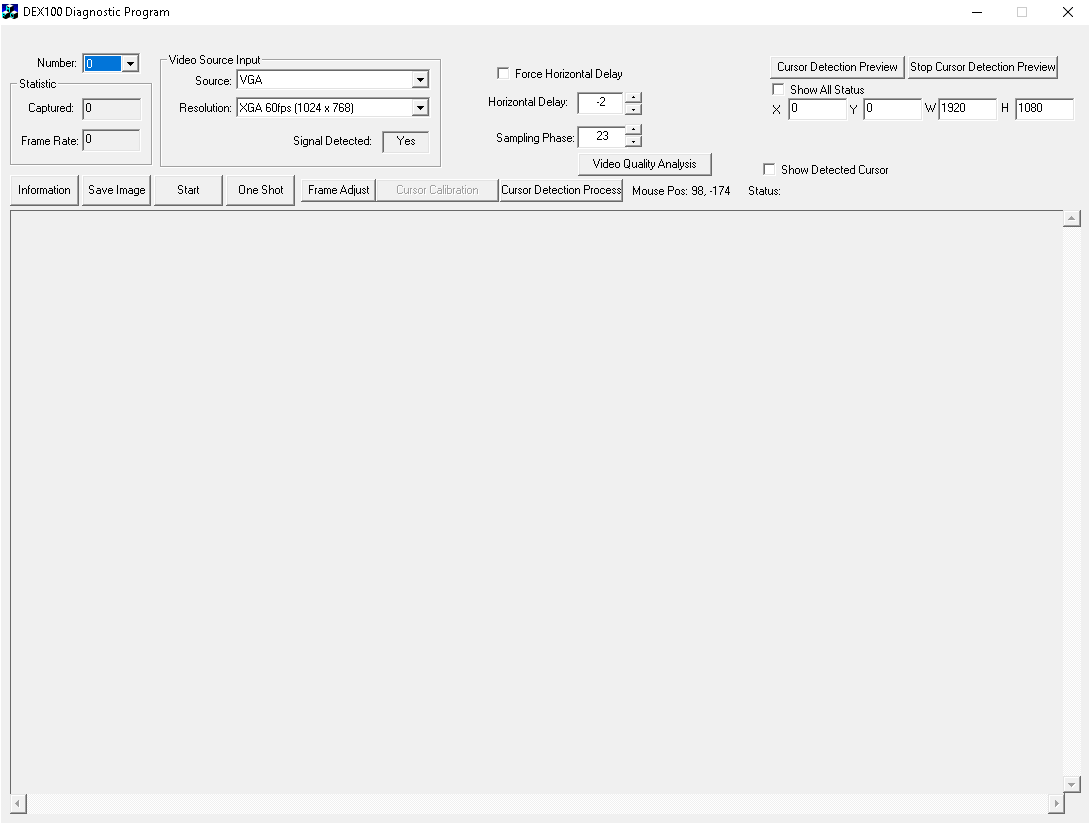 DEX100 Diagnostic Program
Number: 0
Statistic
Captured: 0
Frame Rate: 0
Video Source Input
Source: VGA
Resolution: XGA 60fps (1024 x 768)
Signal Detected: Yes
Force Horizontal Delay
Horizontal Delay: -2
Sampling Phase: 23
Video Quality Analysis
Cursor Detection Preview Stop Cursor Detection Preview
Show All Status
X 0 Y 0 W 1920 H 1080
Show Detected Cursor
Information Save Image Start One Shot Frame Adjust Cursor Calibration Cursor Detection Process Mouse Pos: 98, -174 Status: